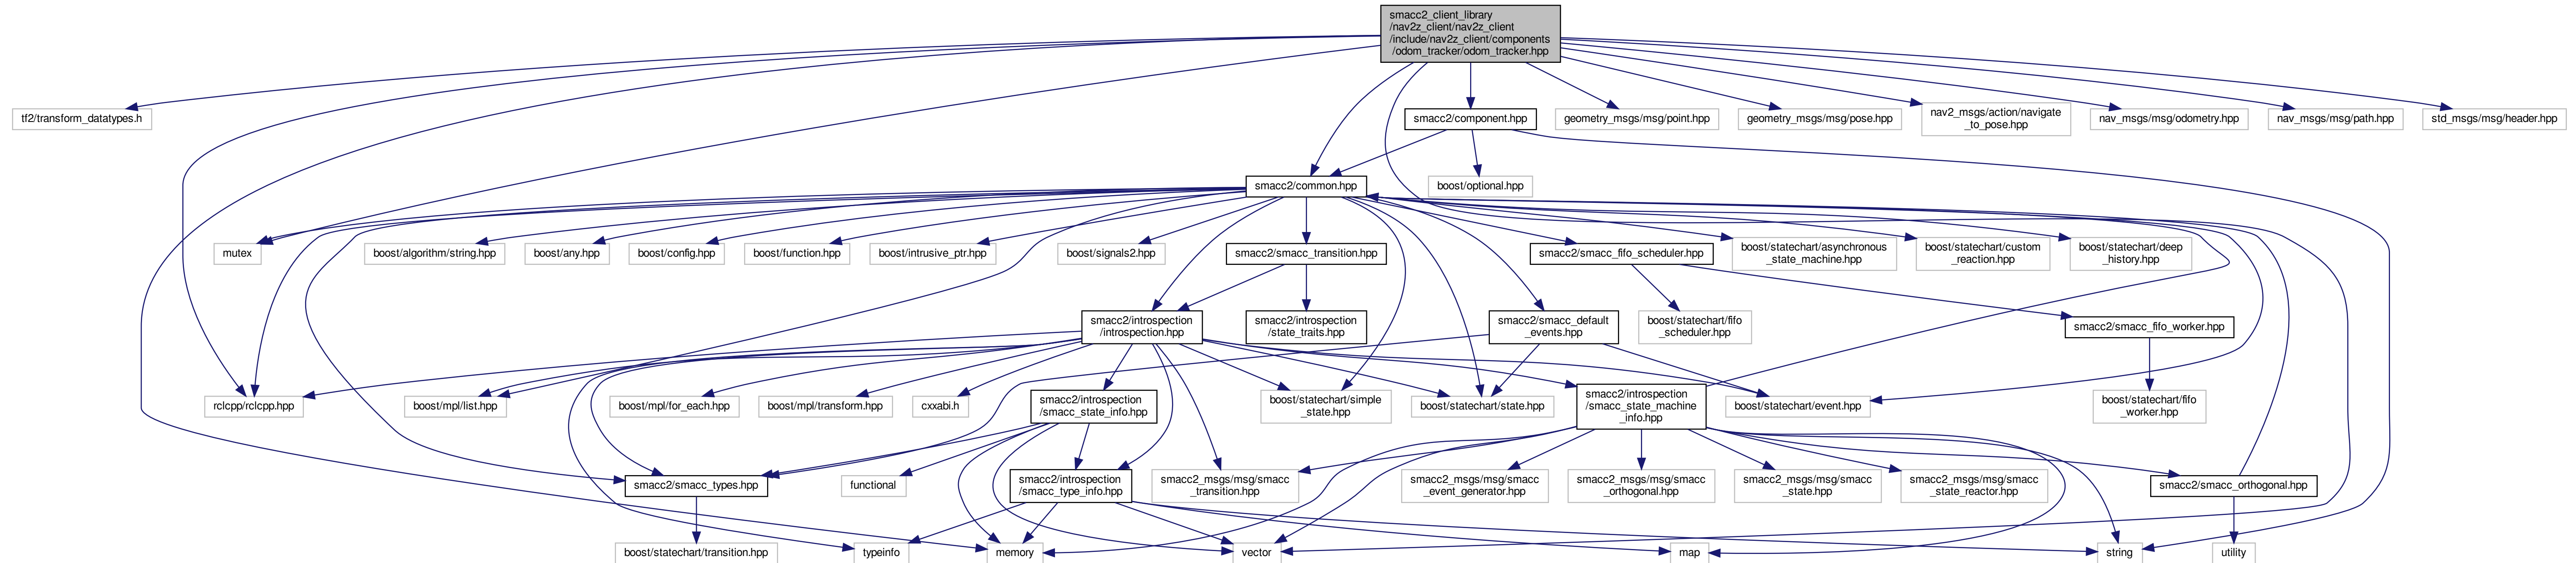 smacc2_client_library
/nav2z_client/nav2z_client
/include/nav2z_client/components
/odom_tracker/odom_tracker.hpp
tf2/transform_datatypes.h
smacc2/component.hpp
geometry_msgs/msg/point.hpp
geometry_msgs/msg/pose.hpp
nav2_msgs/action/navigate
_to_pose.hpp
nav_msgs/msg/odometry.hpp
nav_msgs/msg/path.hpp
std_msgs/msg/header.hpp
smacc2/common.hpp
boost/optional.hpp
mutex
boost/algorithm/string.hpp
boost/any.hpp
boost/config.hpp
boost/function.hpp
boost/intrusive_ptr.hpp
boost/signals2.hpp
smacc2/smacc_transition.hpp
smacc2/smacc_fifo_scheduler.hpp
boost/statechart/asynchronous
_state_machine.hpp
boost/statechart/custom
_reaction.hpp
boost/statechart/deep
_history.hpp
smacc2/introspection
/introspection.hpp
smacc2/introspection
/state_traits.hpp
smacc2/smacc_default
_events.hpp
boost/statechart/fifo
_scheduler.hpp
smacc2/smacc_fifo_worker.hpp
rclcpp/rclcpp.hpp
boost/mpl/list.hpp
boost/mpl/for_each.hpp
boost/mpl/transform.hpp
cxxabi.h
smacc2/introspection
/smacc_state_info.hpp
boost/statechart/simple
_state.hpp
boost/statechart/state.hpp
smacc2/introspection
/smacc_state_machine
_info.hpp
boost/statechart/event.hpp
boost/statechart/fifo
_worker.hpp
smacc2/smacc_types.hpp
functional
smacc2/introspection
/smacc_type_info.hpp
smacc2_msgs/msg/smacc
_transition.hpp
smacc2_msgs/msg/smacc
_event_generator.hpp
smacc2_msgs/msg/smacc
_orthogonal.hpp
smacc2_msgs/msg/smacc
_state.hpp
smacc2_msgs/msg/smacc
_state_reactor.hpp
smacc2/smacc_orthogonal.hpp
boost/statechart/transition.hpp
typeinfo
memory
vector
map
string
utility